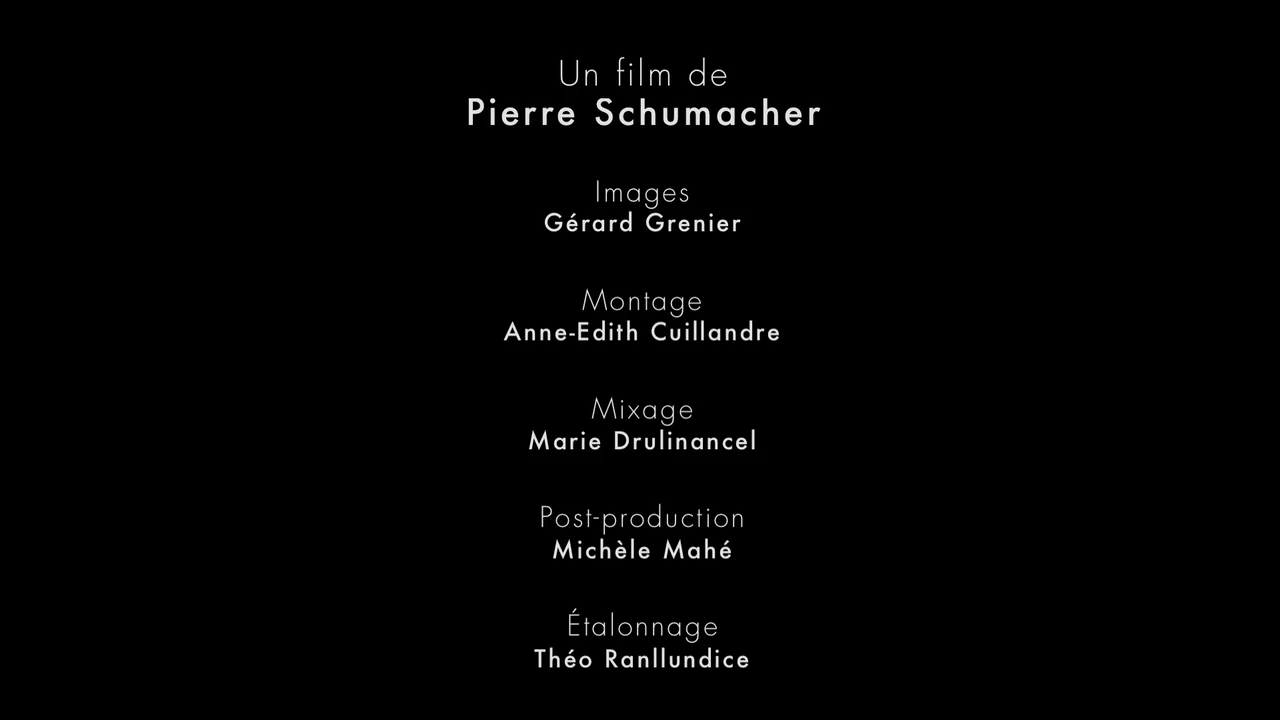 Un film de
Pierre Schumacher
Images
Gérard Grenier
Montage
Anne-Edith Cuillandre
Mixage
Marie Drulinancel
Post-production
Michèle Mahé
Étalonnage
Théo Ranllundice